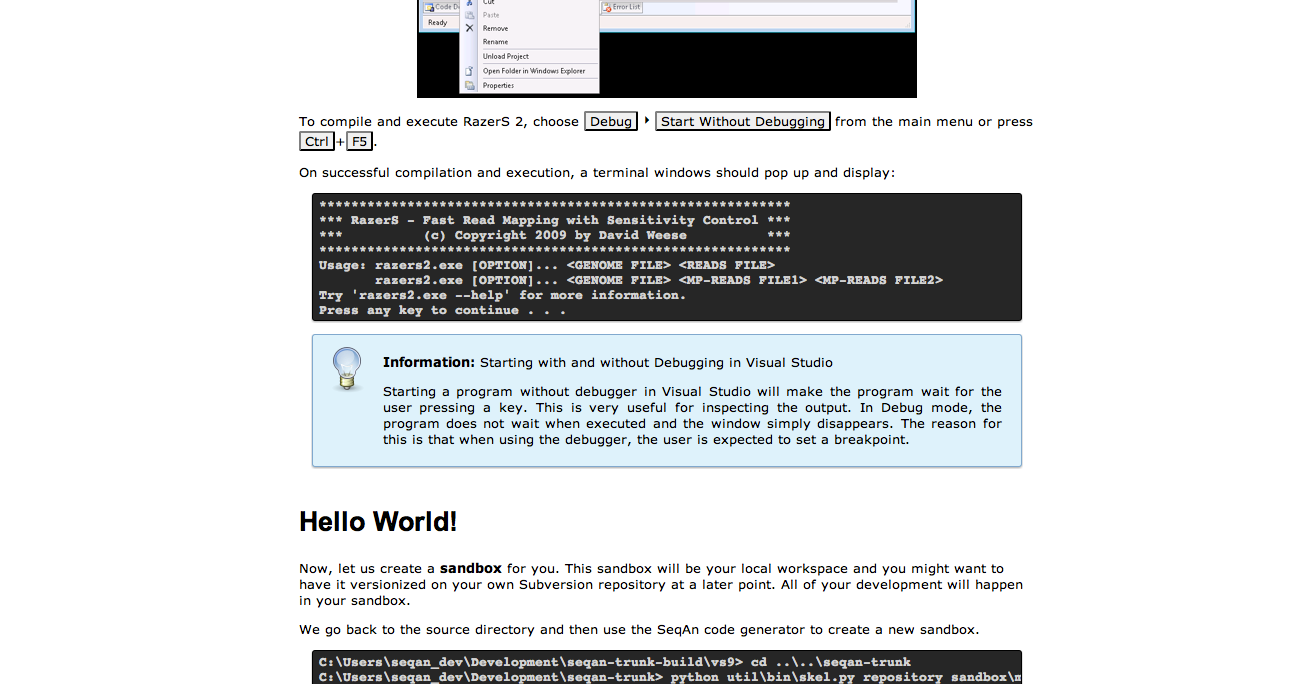 Code De
Cut
Error List
Paste
Ready
Remove
Rename
Unload Project
Open Folder in Windows Explorer
Properties
To compile and execute RazerS 2, choose Debug ‣ Start Without Debugging from the main menu or press
Ctrl+F5.
On successful compilation and execution, a terminal windows should pop up and display:
***********************************************************
*** RazerS - Fast Read Mapping with Sensitivity Control ***
***          (c) Copyright 2009 by David Weese          ***
***********************************************************
Usage: razers2.exe [OPTION]... <GENOME FILE> <READS FILE>
       razers2.exe [OPTION]... <GENOME FILE> <MP-READS FILE1> <MP-READS FILE2>
Try 'razers2.exe --help' for more information.
Press any key to continue . . .
Information: Starting with and without Debugging in Visual Studio
Starting a program without debugger in Visual Studio will make the program wait for the
user pressing a key. This is very useful for inspecting the output. In Debug mode, the
program does not wait when executed and the window simply disappears. The reason for
this is that when using the debugger, the user is expected to set a breakpoint.
Hello World!
Now, let us create a sandbox for you. This sandbox will be your local workspace and you might want to
have it versionized on your own Subversion repository at a later point. All of your development will happen
in your sandbox.
We go back to the source directory and then use the SeqAn code generator to create a new sandbox.
C:\Users\seqan_dev\Development\seqan-trunk-build\vs9> cd ..\..\seqan-trunk
C:\Users\seqan_dev\Development\seqan-trunk> python util\bin\skel.py repository sandbox\m